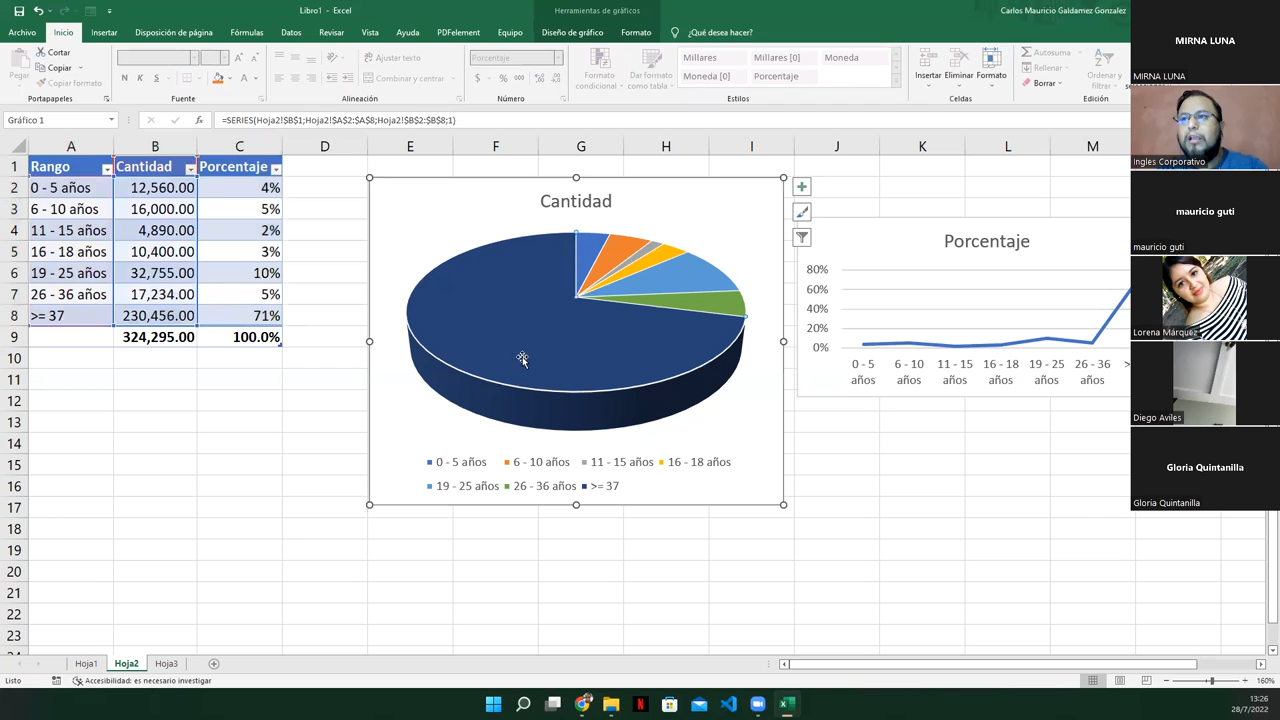 Libro1 - Excel
Herramientas de gráficos
Carlos Mauricio Galdamez Gonzalez
Archivo Inicio Insertar Disposición de página Fórmulas Datos Revisar Vista Ayuda PDFelement Equipo Diseño de gráfico Formato ¿Qué desea hacer?
Pegar
Cortar
Copiar
Copiar formato
N K S
Ajustar texto
Combinar y centrar
Porcentaje
$ % 000
Formato condicional
Dar formato como tabla
Millares Millares [0] Moneda
Moneda [0] Porcentaje
Insertar Eliminar Formato
Autosuma
Rellenar
Borrar
Ordenar y
Portapapeles Fuente Alineación Número Estilos Celdas Edición
Gráfico 1
fx
=SERIES(Hoja2!$B$1;Hoja2!$A$2:$A$8;Hoja2!$B$2:$B$8;1)
A B C D E F G H I J K L M
1 Rango Cantidad Porcentaje
2 0 - 5 años 12,560.00 4%
3 6 - 10 años 16,000.00 5%
4 11 - 15 años 4,890.00 2%
5 16 - 18 años 10,400.00 3%
6 19 - 25 años 32,755.00 10%
7 26 - 36 años 17,234.00 5%
8 >= 37 230,456.00 71%
9 324,295.00 100.0%
10
11
12
13
14
15
16
17
18
19
20
21
22
23
Cantidad
0 - 5 años 6 - 10 años 11 - 15 años 16 - 18 años
19 - 25 años 26 - 36 años >= 37
Porcentaje
80%
60%
40%
20%
0%
0 - 5 años
6 - 10 años
11 - 15 años
16 - 18 años
19 - 25 años
26 - 36 años
>
MIRNA LUNA
MIRNA LUNA
Ingles Corporativo
mauricio guti
mauricio guti
Lorena Márquez
Diego Aviles
Gloria Quintanilla
Gloria Quintanilla
Hoja1 Hoja2 Hoja3
Listo
Accesibilidad: es necesario investigar
160%
13:26
28/7/2022